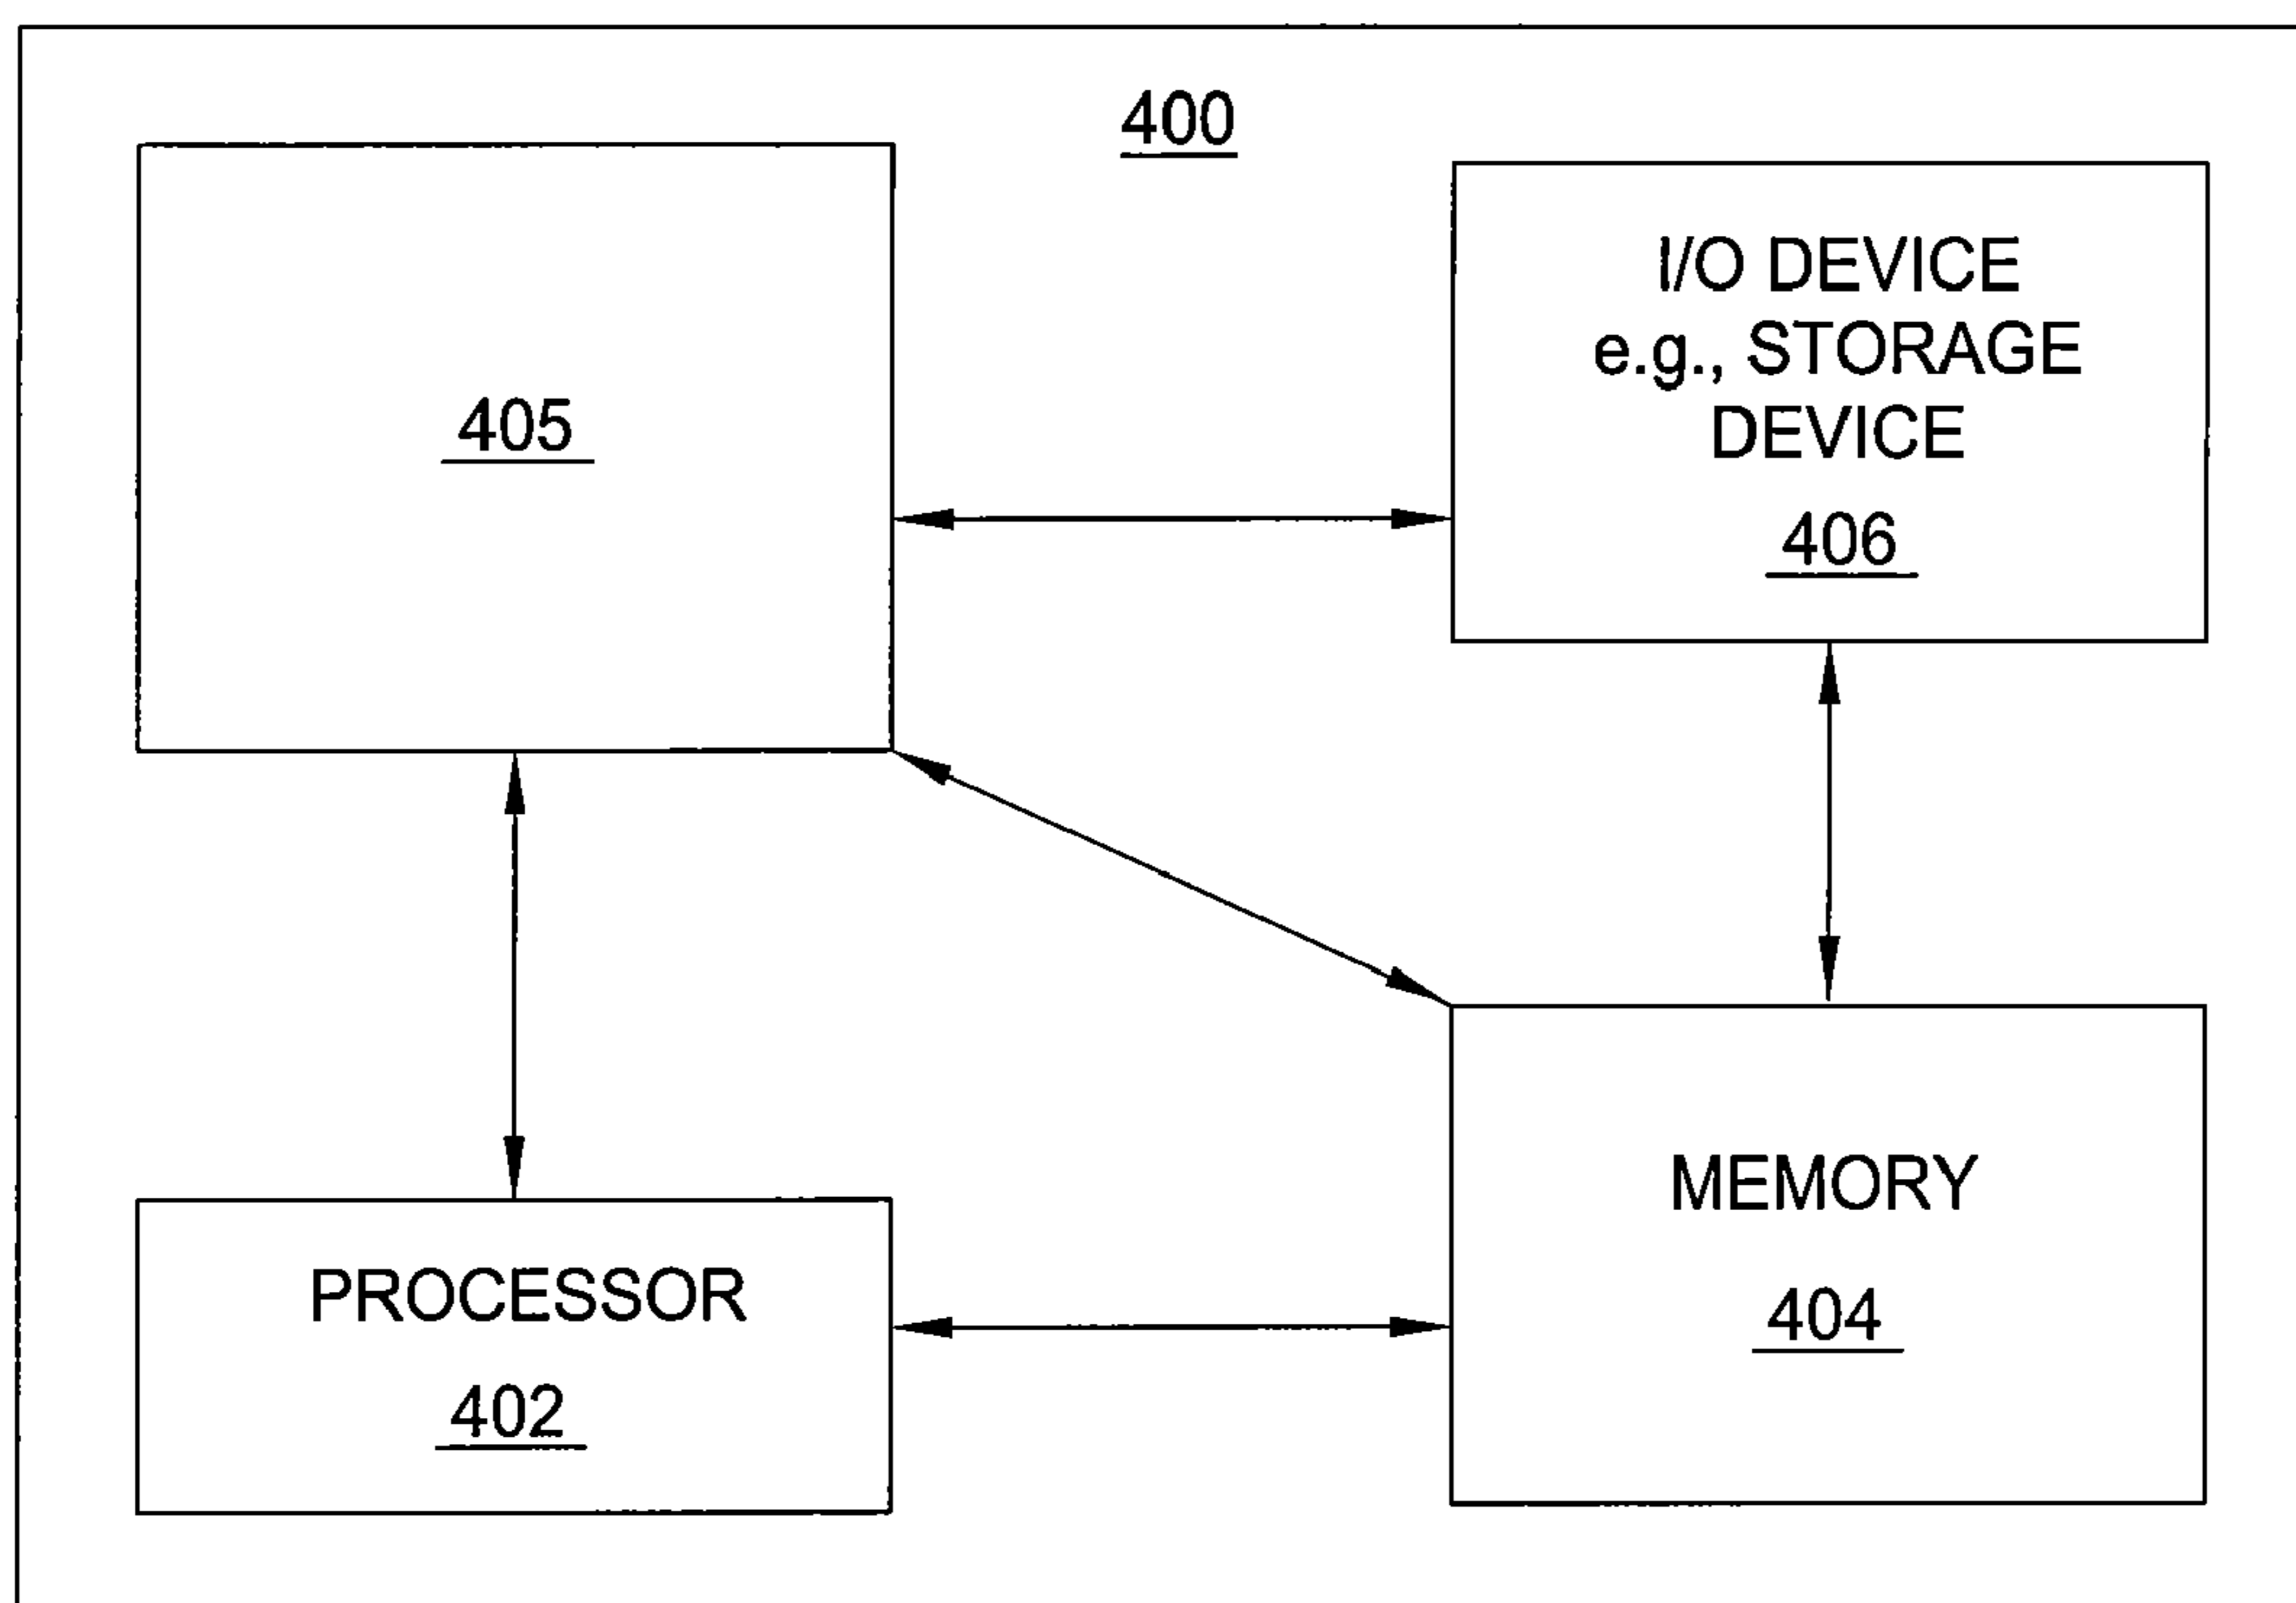 400
405
I/O DEVICE
e.g., STORAGE
DEVICE
406
PROCESSOR
402
MEMORY
404